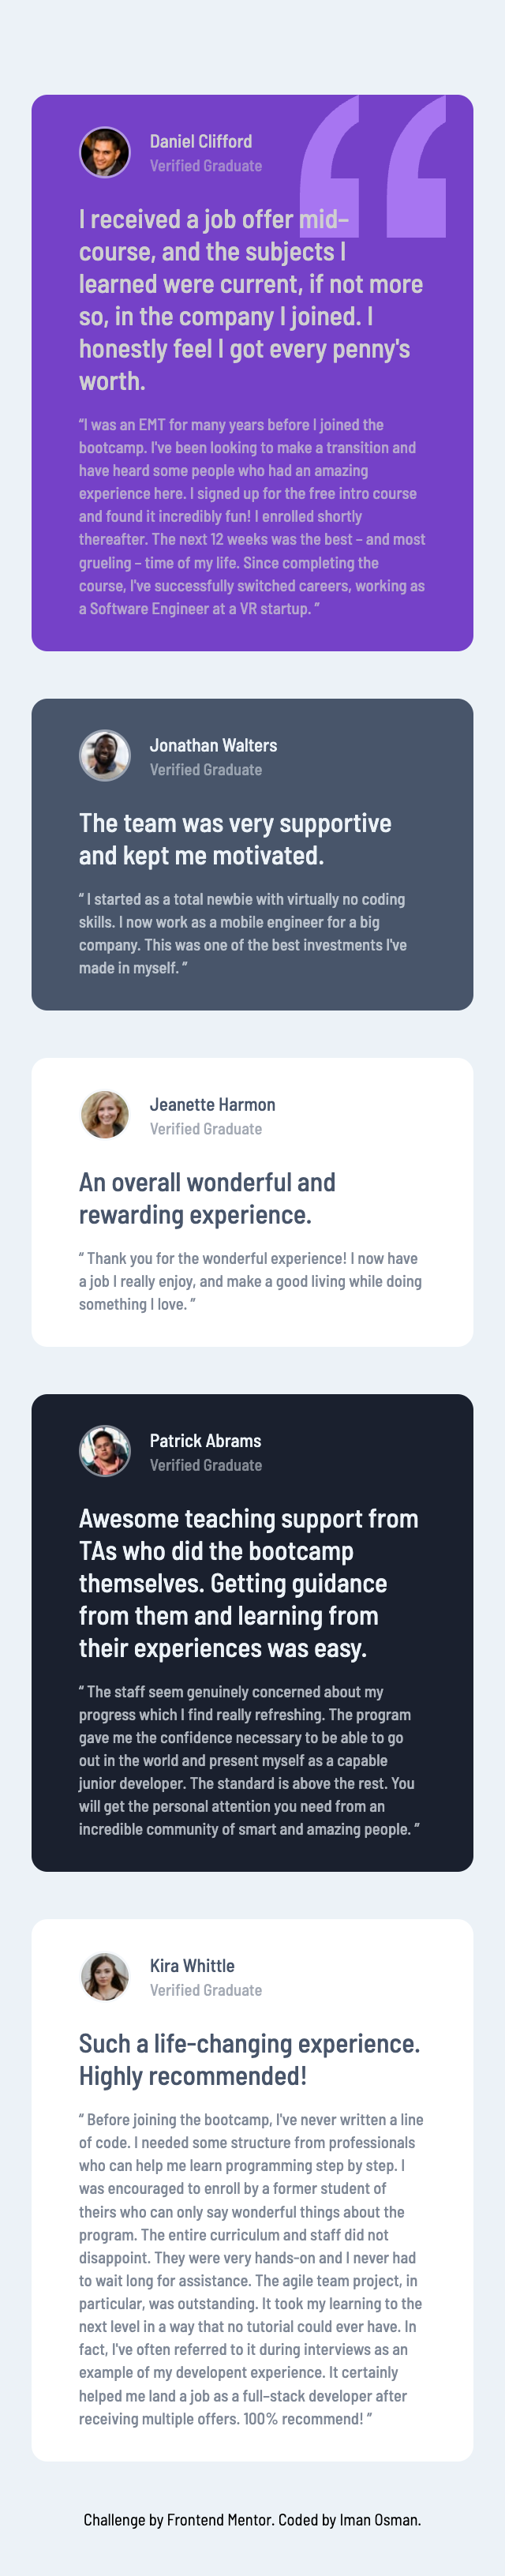 Daniel Clifford
Verified Graduate
I received a job offer mid–
course, and the subjects I
learned were current, if not more
so, in the company I joined. I
honestly feel I got every penny's
worth.
“I was an EMT for many years before I joined the
bootcamp. I've been looking to make a transition and
have heard some people who had an amazing
experience here. I signed up for the free intro course
and found it incredibly fun! I enrolled shortly
thereafter. The next 12 weeks was the best – and most
grueling – time of my life. Since completing the
course, I've successfully switched careers, working as
a Software Engineer at a VR startup. ”
Jonathan Walters
Verified Graduate
The team was very supportive
and kept me motivated.
“ I started as a total newbie with virtually no coding
skills. I now work as a mobile engineer for a big
company. This was one of the best investments I've
made in myself. ”
Jeanette Harmon
Verified Graduate
An overall wonderful and
rewarding experience.
“ Thank you for the wonderful experience! I now have
a job I really enjoy, and make a good living while doing
something I love. ”
Patrick Abrams
Verified Graduate
Awesome teaching support from
TAs who did the bootcamp
themselves. Getting guidance
from them and learning from
their experiences was easy.
“ The staff seem genuinely concerned about my
progress which I find really refreshing. The program
gave me the confidence necessary to be able to go
out in the world and present myself as a capable
junior developer. The standard is above the rest. You
will get the personal attention you need from an
incredible community of smart and amazing people. ”
Kira Whittle
Verified Graduate
Such a life-changing experience.
Highly recommended!
“ Before joining the bootcamp, I've never written a line
of code. I needed some structure from professionals
who can help me learn programming step by step. I
was encouraged to enroll by a former student of
theirs who can only say wonderful things about the
program. The entire curriculum and staff did not
disappoint. They were very hands-on and I never had
to wait long for assistance. The agile team project, in
particular, was outstanding. It took my learning to the
next level in a way that no tutorial could ever have. In
fact, I've often referred to it during interviews as an
example of my developent experience. It certainly
helped me land a job as a full-stack developer after
receiving multiple offers. 100% recommend! ”
Challenge by Frontend Mentor. Coded by Iman Osman.